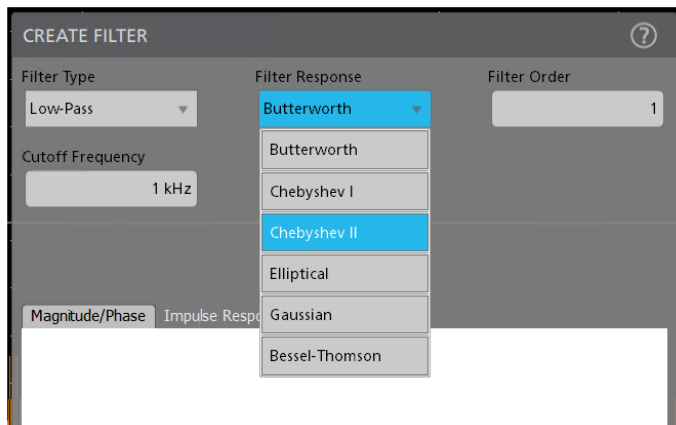 CREATE FILTER ?
Filter Type Filter Response Filter Order
Low-Pass Butterworth 1
Cutoff Frequency Butterworth
1 kHz Chebyshev I
Chebyshev II
Elliptical
Magnitude/Phase Impulse Gaussian
Bessel-Thomson